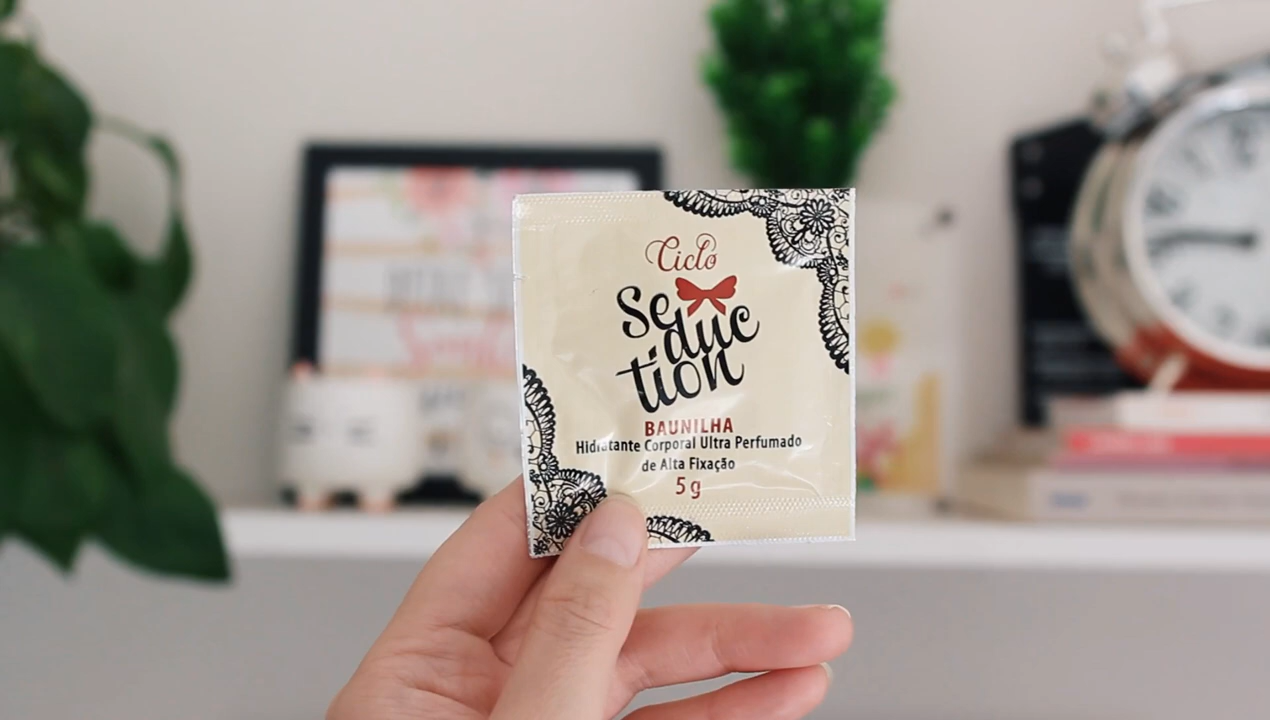 Ciclo
Se
duc
tion
BAUNILHA
Hidratante Corporal Ultra Perfumado
de Alta Fixação
5g